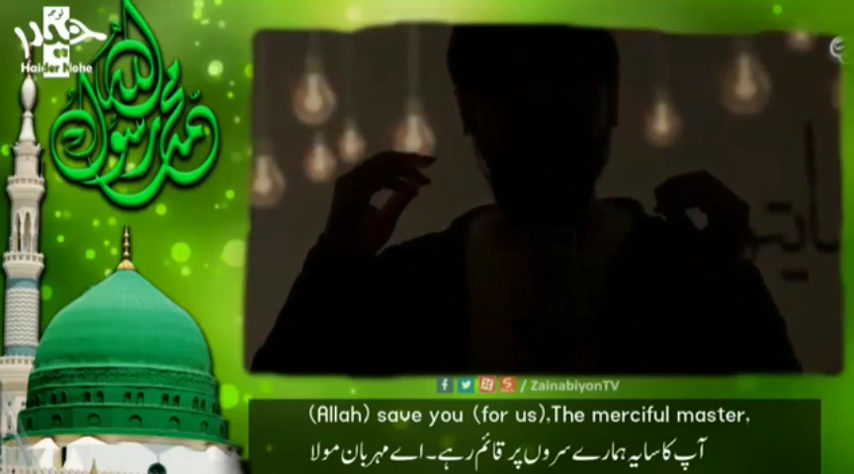 حیدر
Haider Nohe
محمد رسول الله
/ ZainabiyonTV
(Allah) save you (for us),The merciful master,
آپ کا سایہ ہمارے سروں پر قائم رہے۔ اے مہربان مولا